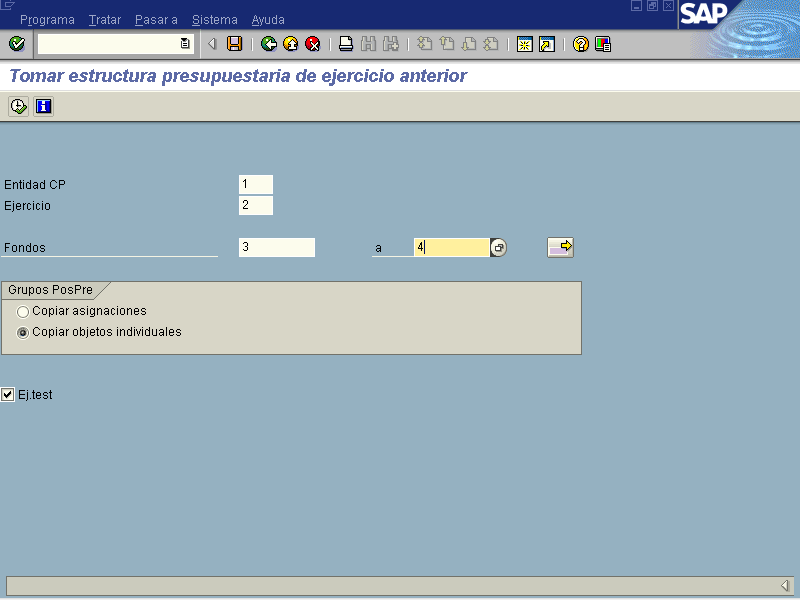 Programa Tratar Pasar a Sistema Ayuda
SAP
Tomar estructura presupuestaria de ejercicio anterior
Entidad CP 1
Ejercicio 2
Fondos 3 a 4
Grupos PosPre
Copiar asignaciones
Copiar objetos individuales
Ej.test